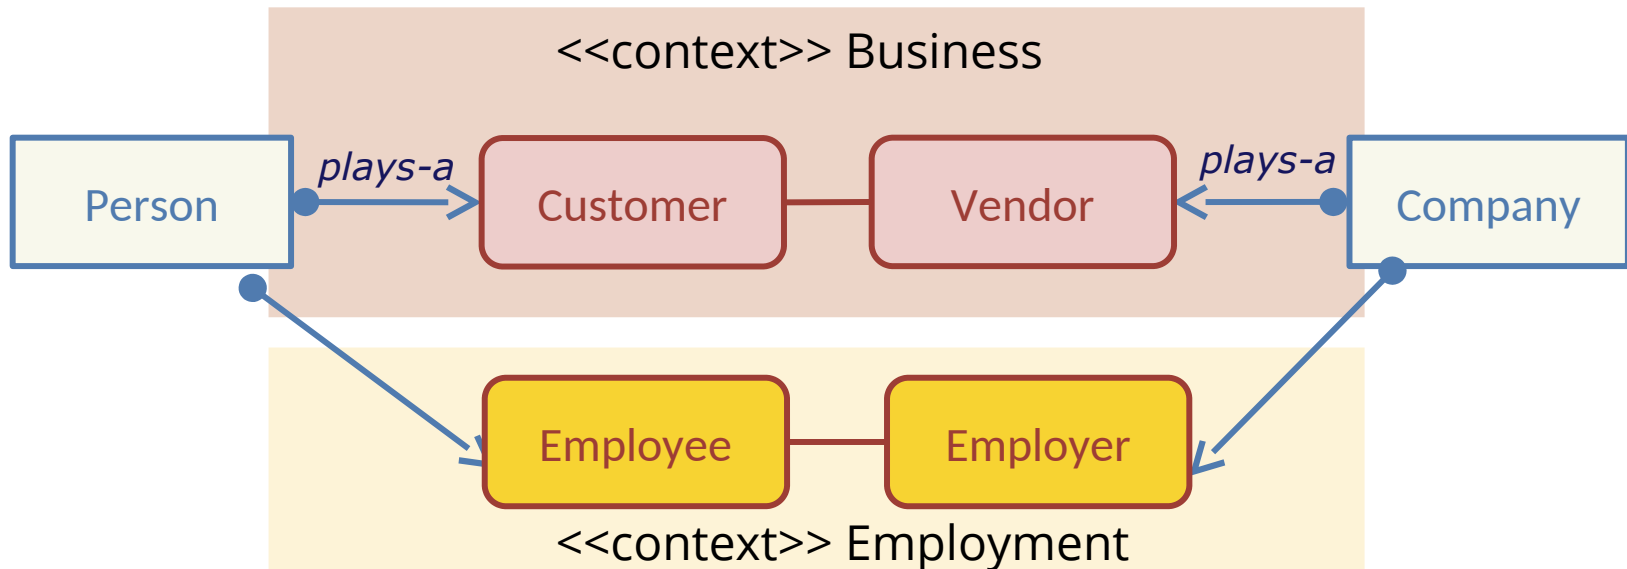 <<context>> Business
plays-a
plays-a
Person
Customer
Vendor
Company
Employee
Employer
<<context>> Employment